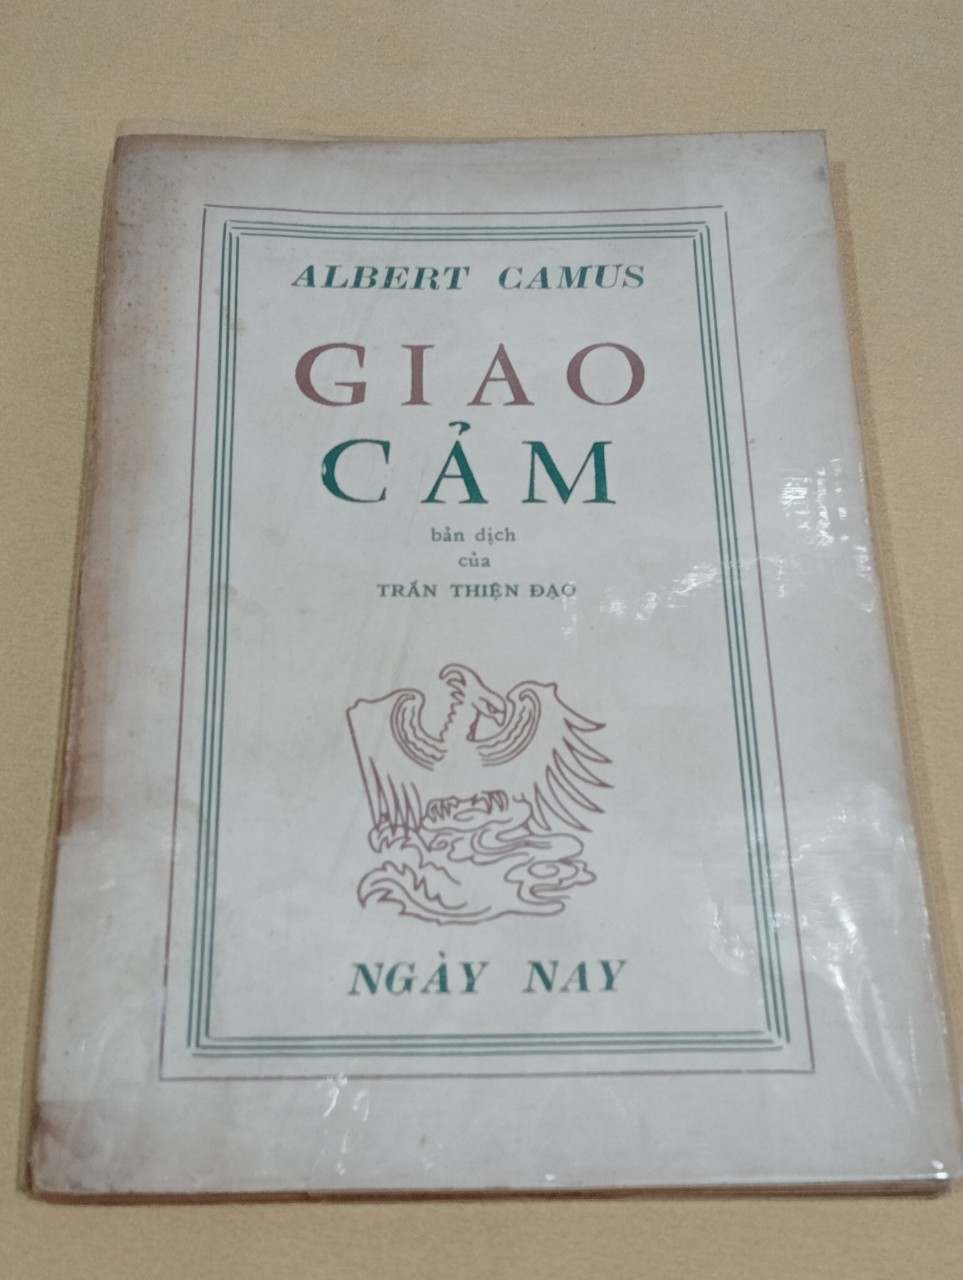 ALBERT CAMUS
GIAO
CẢM
bản dịch
của
TRẦN THIỆN ĐẠO
NGÀY NAY